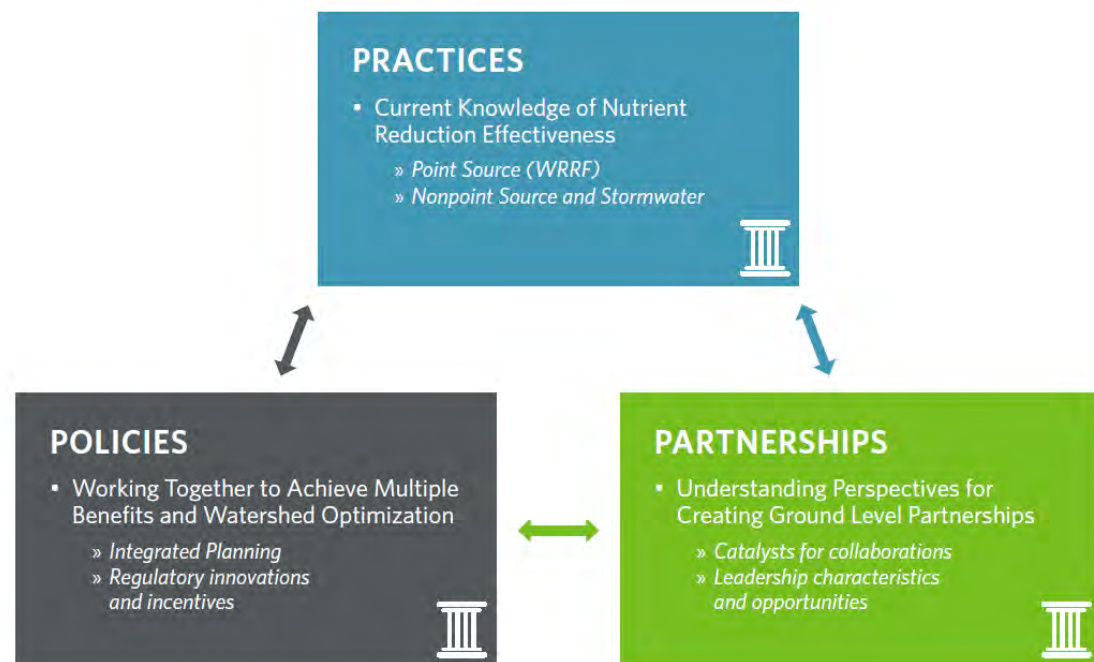 PRACTICES
▪ Current Knowledge of Nutrient
Reduction Effectiveness
» Point Source (WRRF)
» Nonpoint Source and Stormwater
POLICIES
▪ Working Together to Achieve Multiple
Benefits and Watershed Optimization
» Integrated Planning
» Regulatory innovations
and incentives
PARTNERSHIPS
▪ Understanding Perspectives for
Creating Ground Level Partnerships
» Catalysts for collaborations
» Leadership characteristics
and opportunities